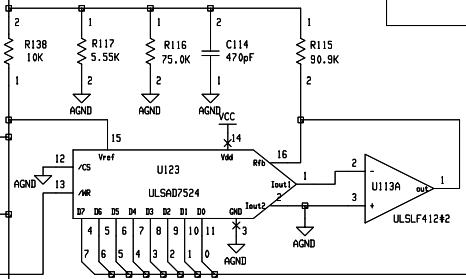 2 1 1 2 1
R138 R117 R116 C114 R115
10K 5.55K 75.0K 470pF 90.9K
1 2 2 1 2
AGND AGND AGND VCC
15 14
12 Vref U123 Vdd Rfb 16
/CS
AGND 13 Iout1 1 2 - U113A 1
/WR ULSAD7524 out
Iout2 2 3 +
D7 D6 D5 D4 D3 D2 D1 D0 GND ULSLF412#2
4 5 6 7 8 9 10 11 3 AGND
7 6 5 4 3 2 1 0 AGND